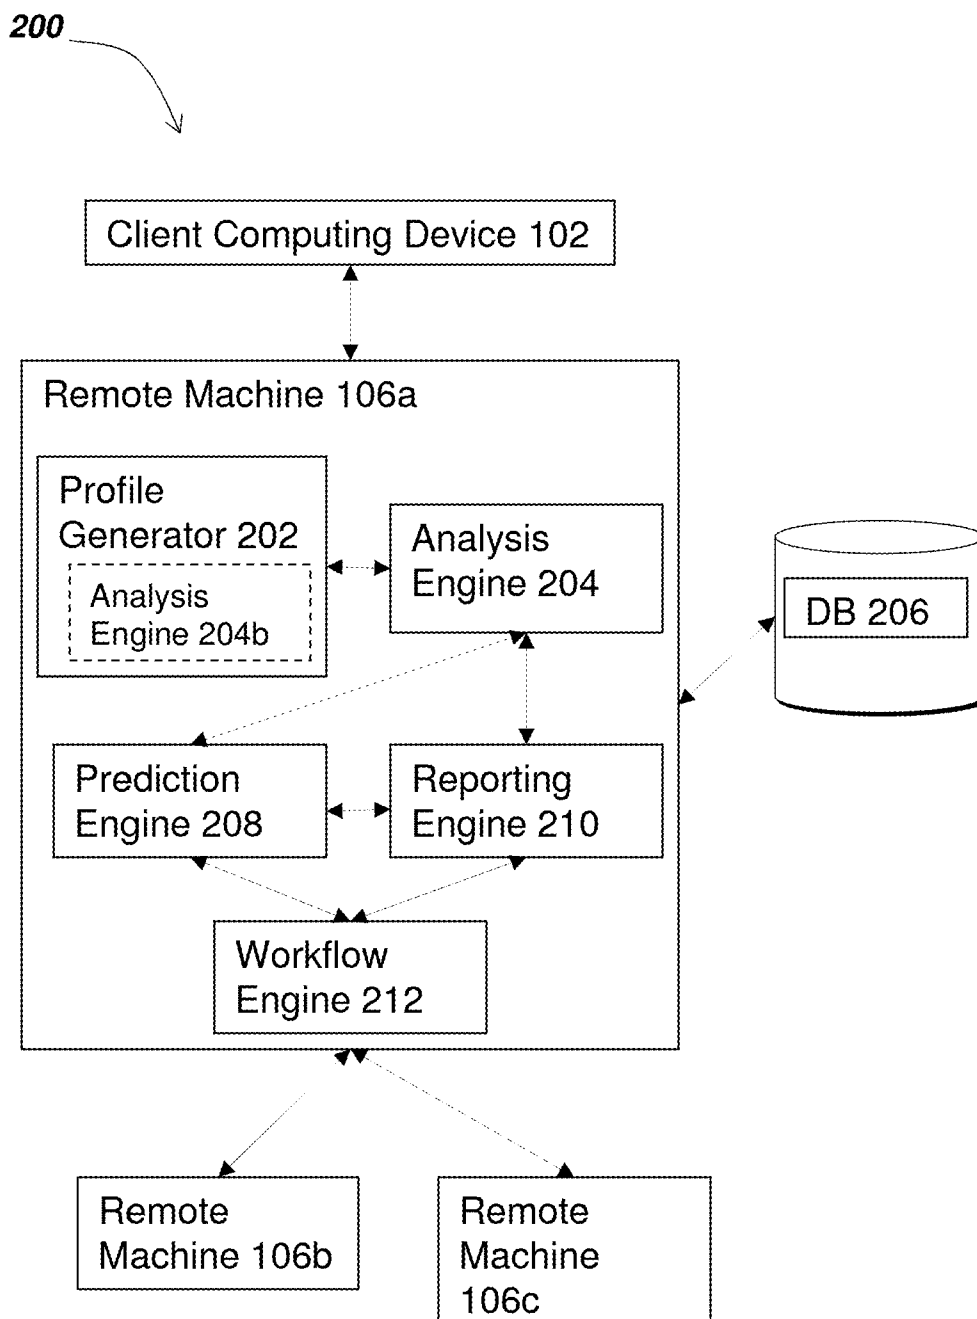 200
Client Computing Device 102
Remote Machine 106a
Profile
Generator 202
Analysis
Engine 204b
Analysis
Engine 204
DB 206
Prediction
Engine 208
Reporting
Engine 210
Workflow
Engine 212
Remote
Machine 106b
Remote
Machine
106c